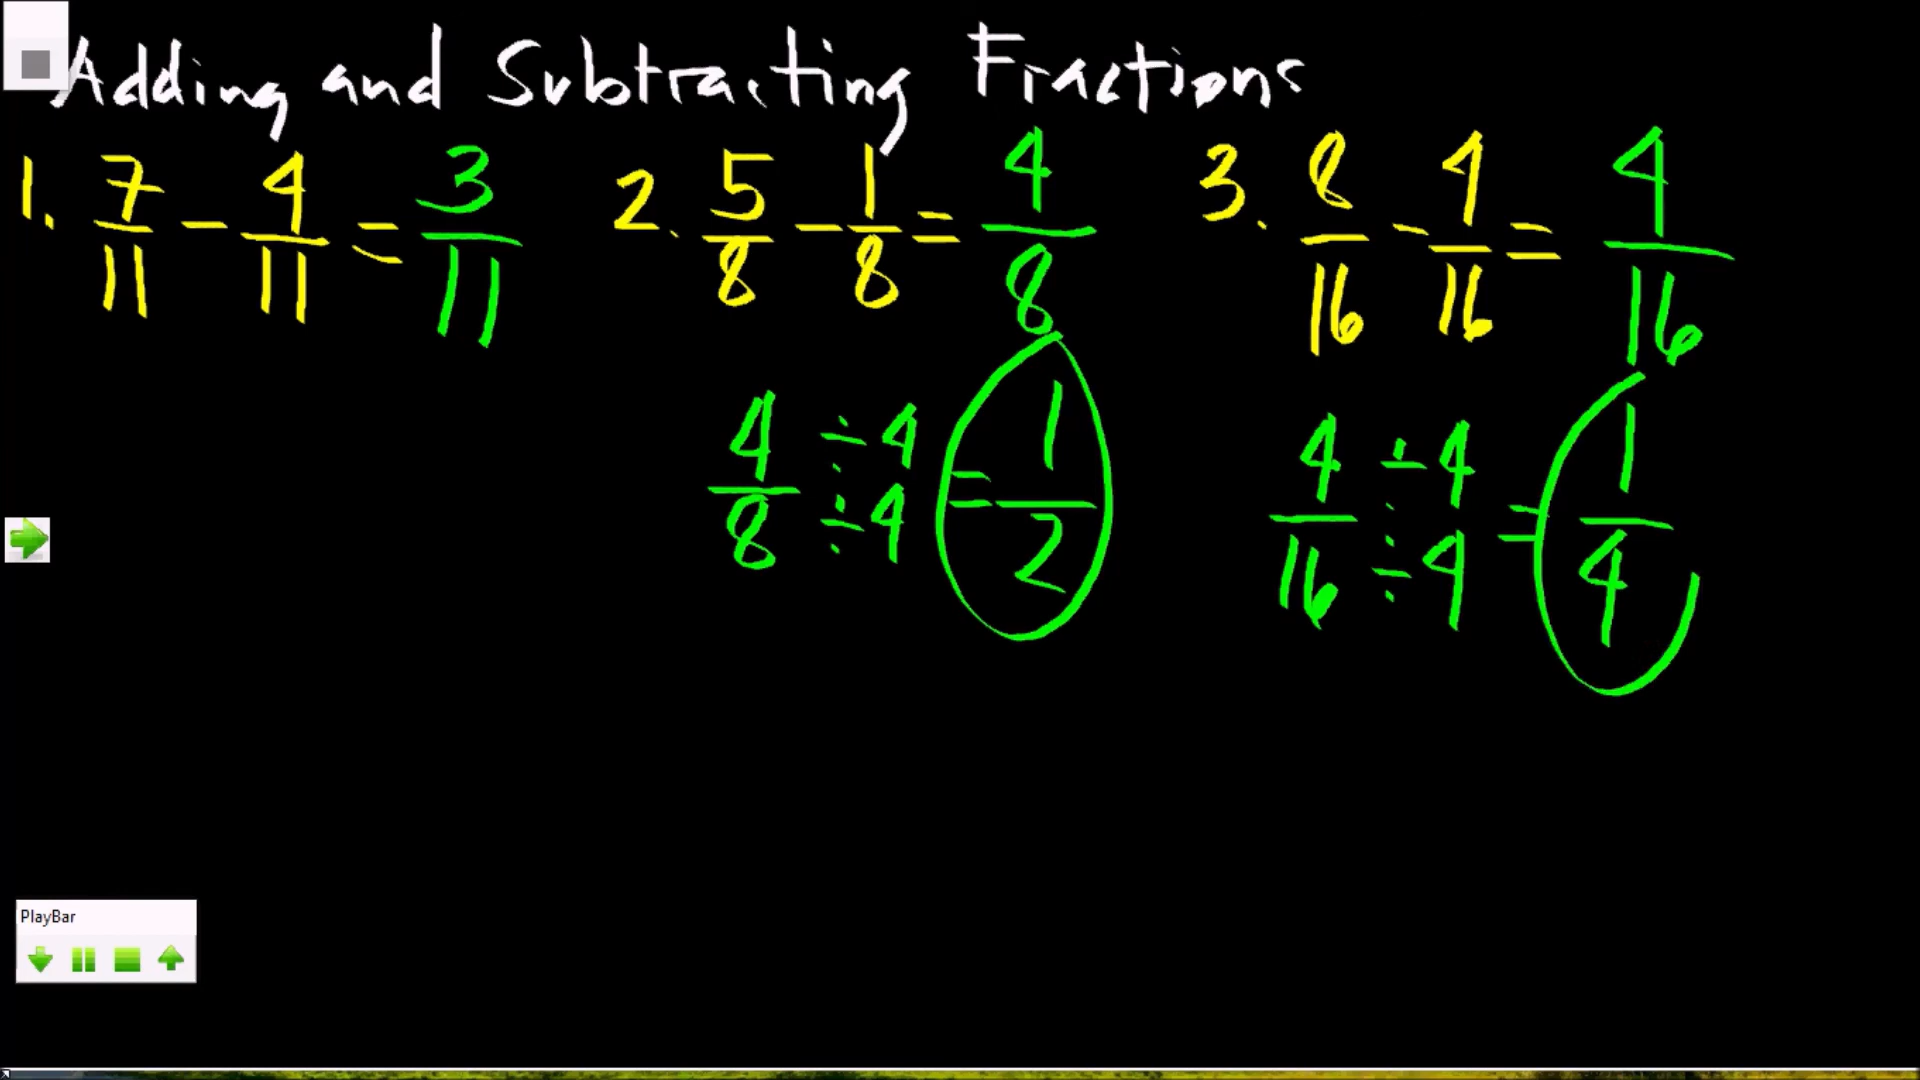 Adding and Subtracting Fractions
1. 7/11 - 4/11 = 3/11
2. 5/8 - 1/8 = 4/8
3. 8/16 - 4/16 = 4/16
4/8 ÷4/÷4 = 1/2
4/16 ÷4/÷4 = 1/4
PlayBar